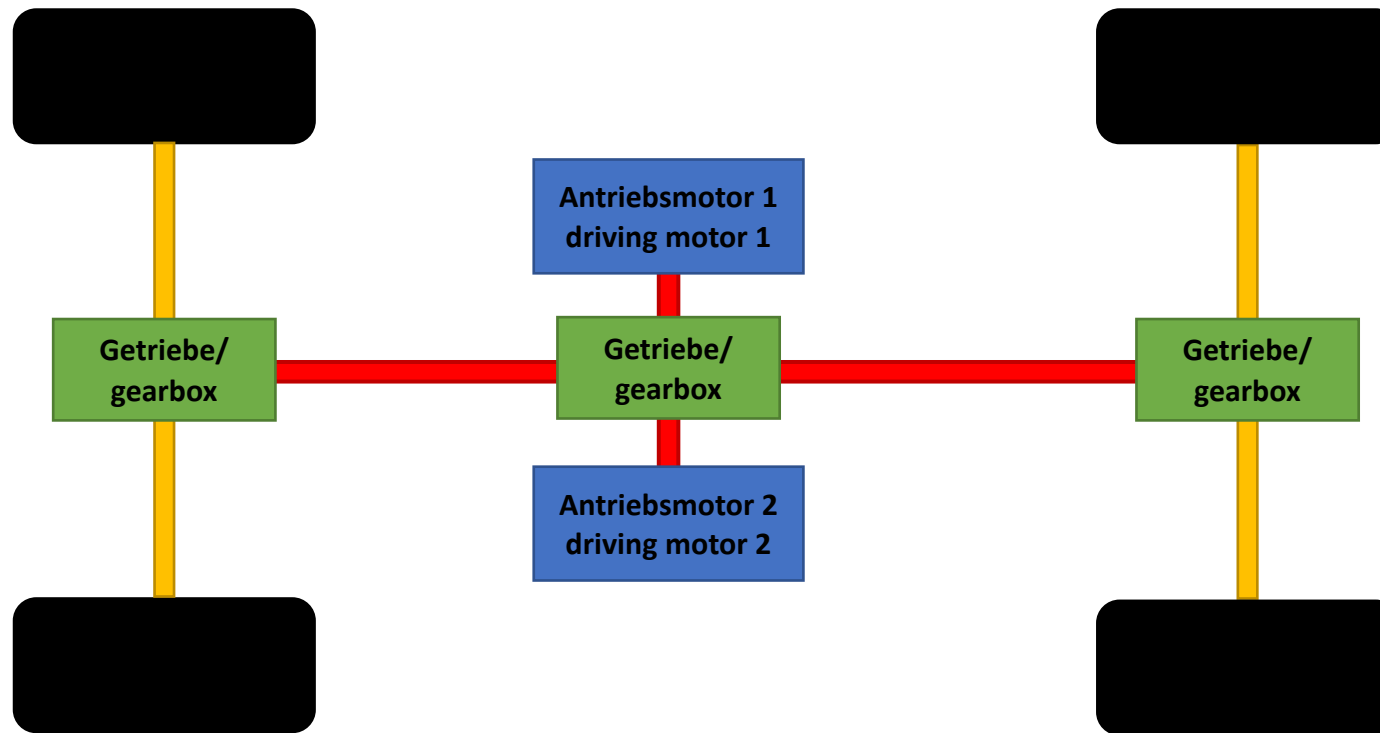 Antriebsmotor 1
driving motor 1
Getriebe/
gearbox
Getriebe/
gearbox
Getriebe/
gearbox
Antriebsmotor 2
driving motor 2